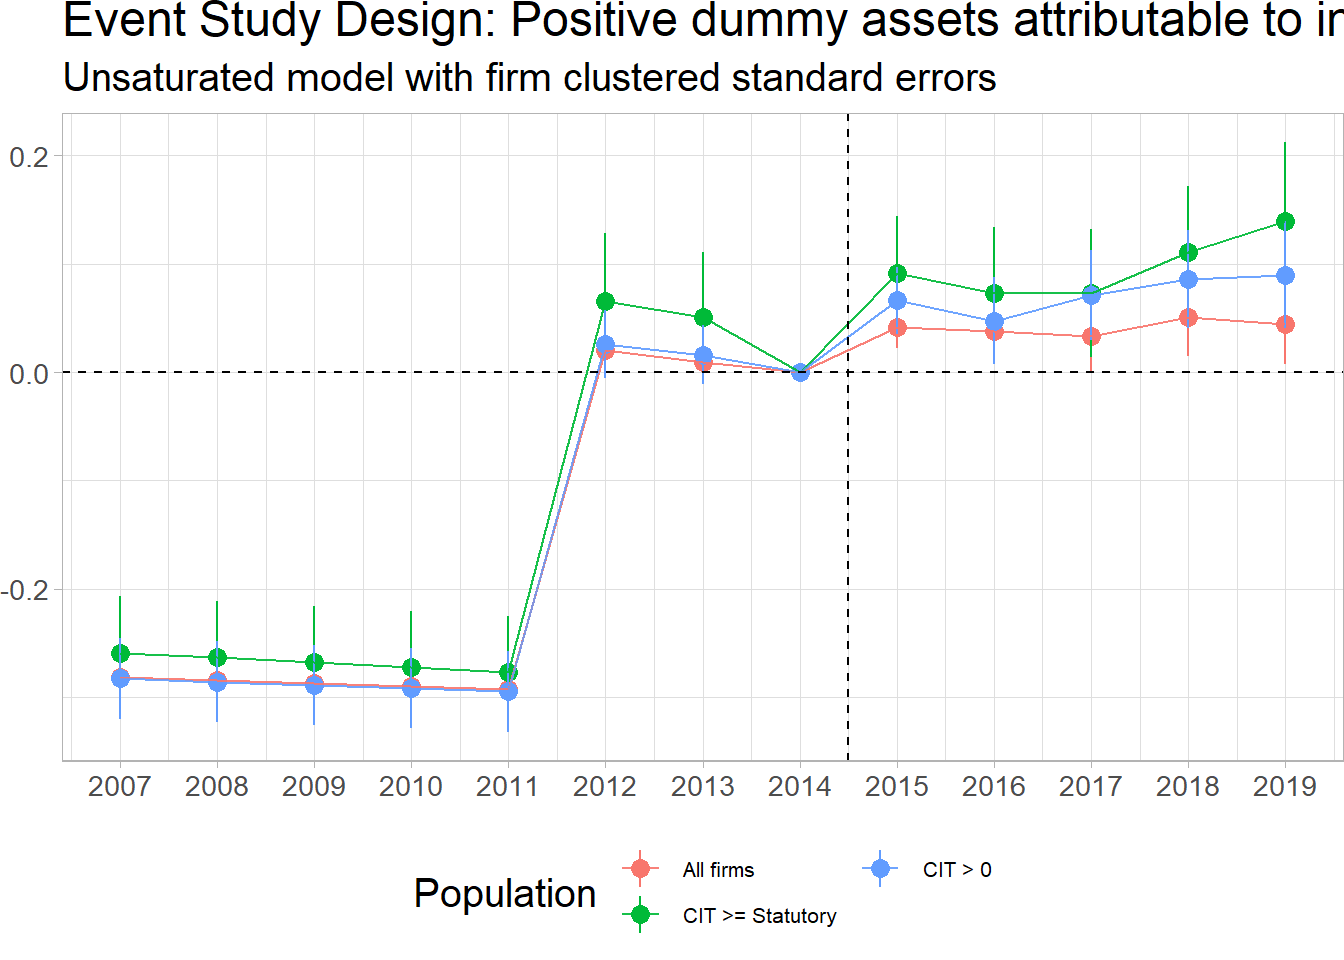 Event Study Design: Positive dummy assets attributable to in
Unsaturated model with firm clustered standard errors
0.2
0.0
-0.2
2007 2008 2009 2010 2011 2012 2013 2014 2015 2016 2017 2018 2019
Population
All firms
CIT > 0
CIT >= Statutory